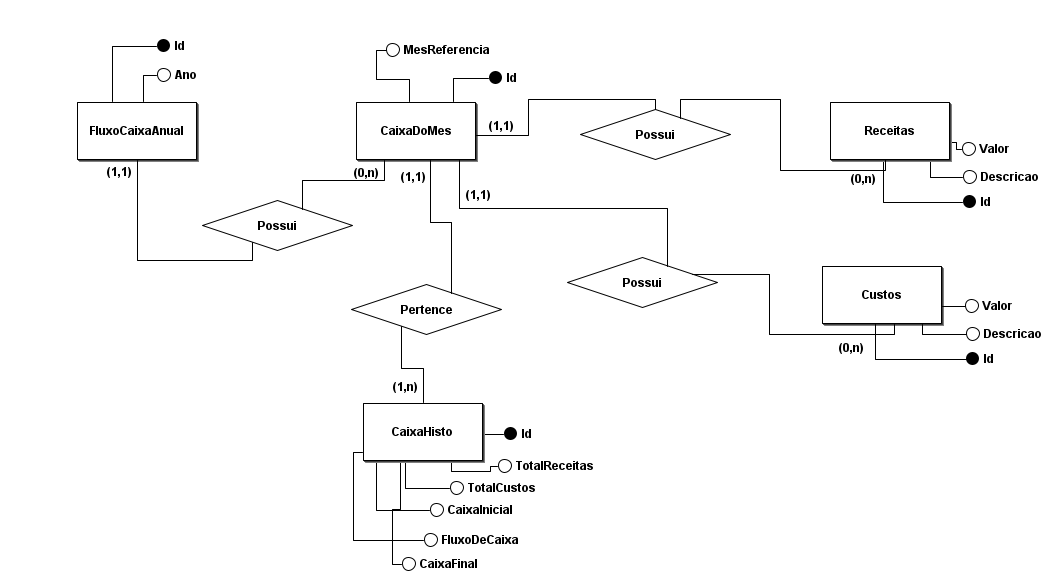 Id
MesReferencia
Ano
Id
FluxoCaixaAnual
CaixaDoMes
(1,1)
Possui
Receitas
Valor
(1,1)
(0,n)
(1,1)
(0,n)
Descricao
(1,1)
Id
Possui
Possui
Custos
Valor
Pertence
Descricao
(0,n)
Id
(1,n)
CaixaHisto
Id
TotalReceitas
TotalCustos
CaixaInicial
FluxoDeCaixa
CaixaFinal